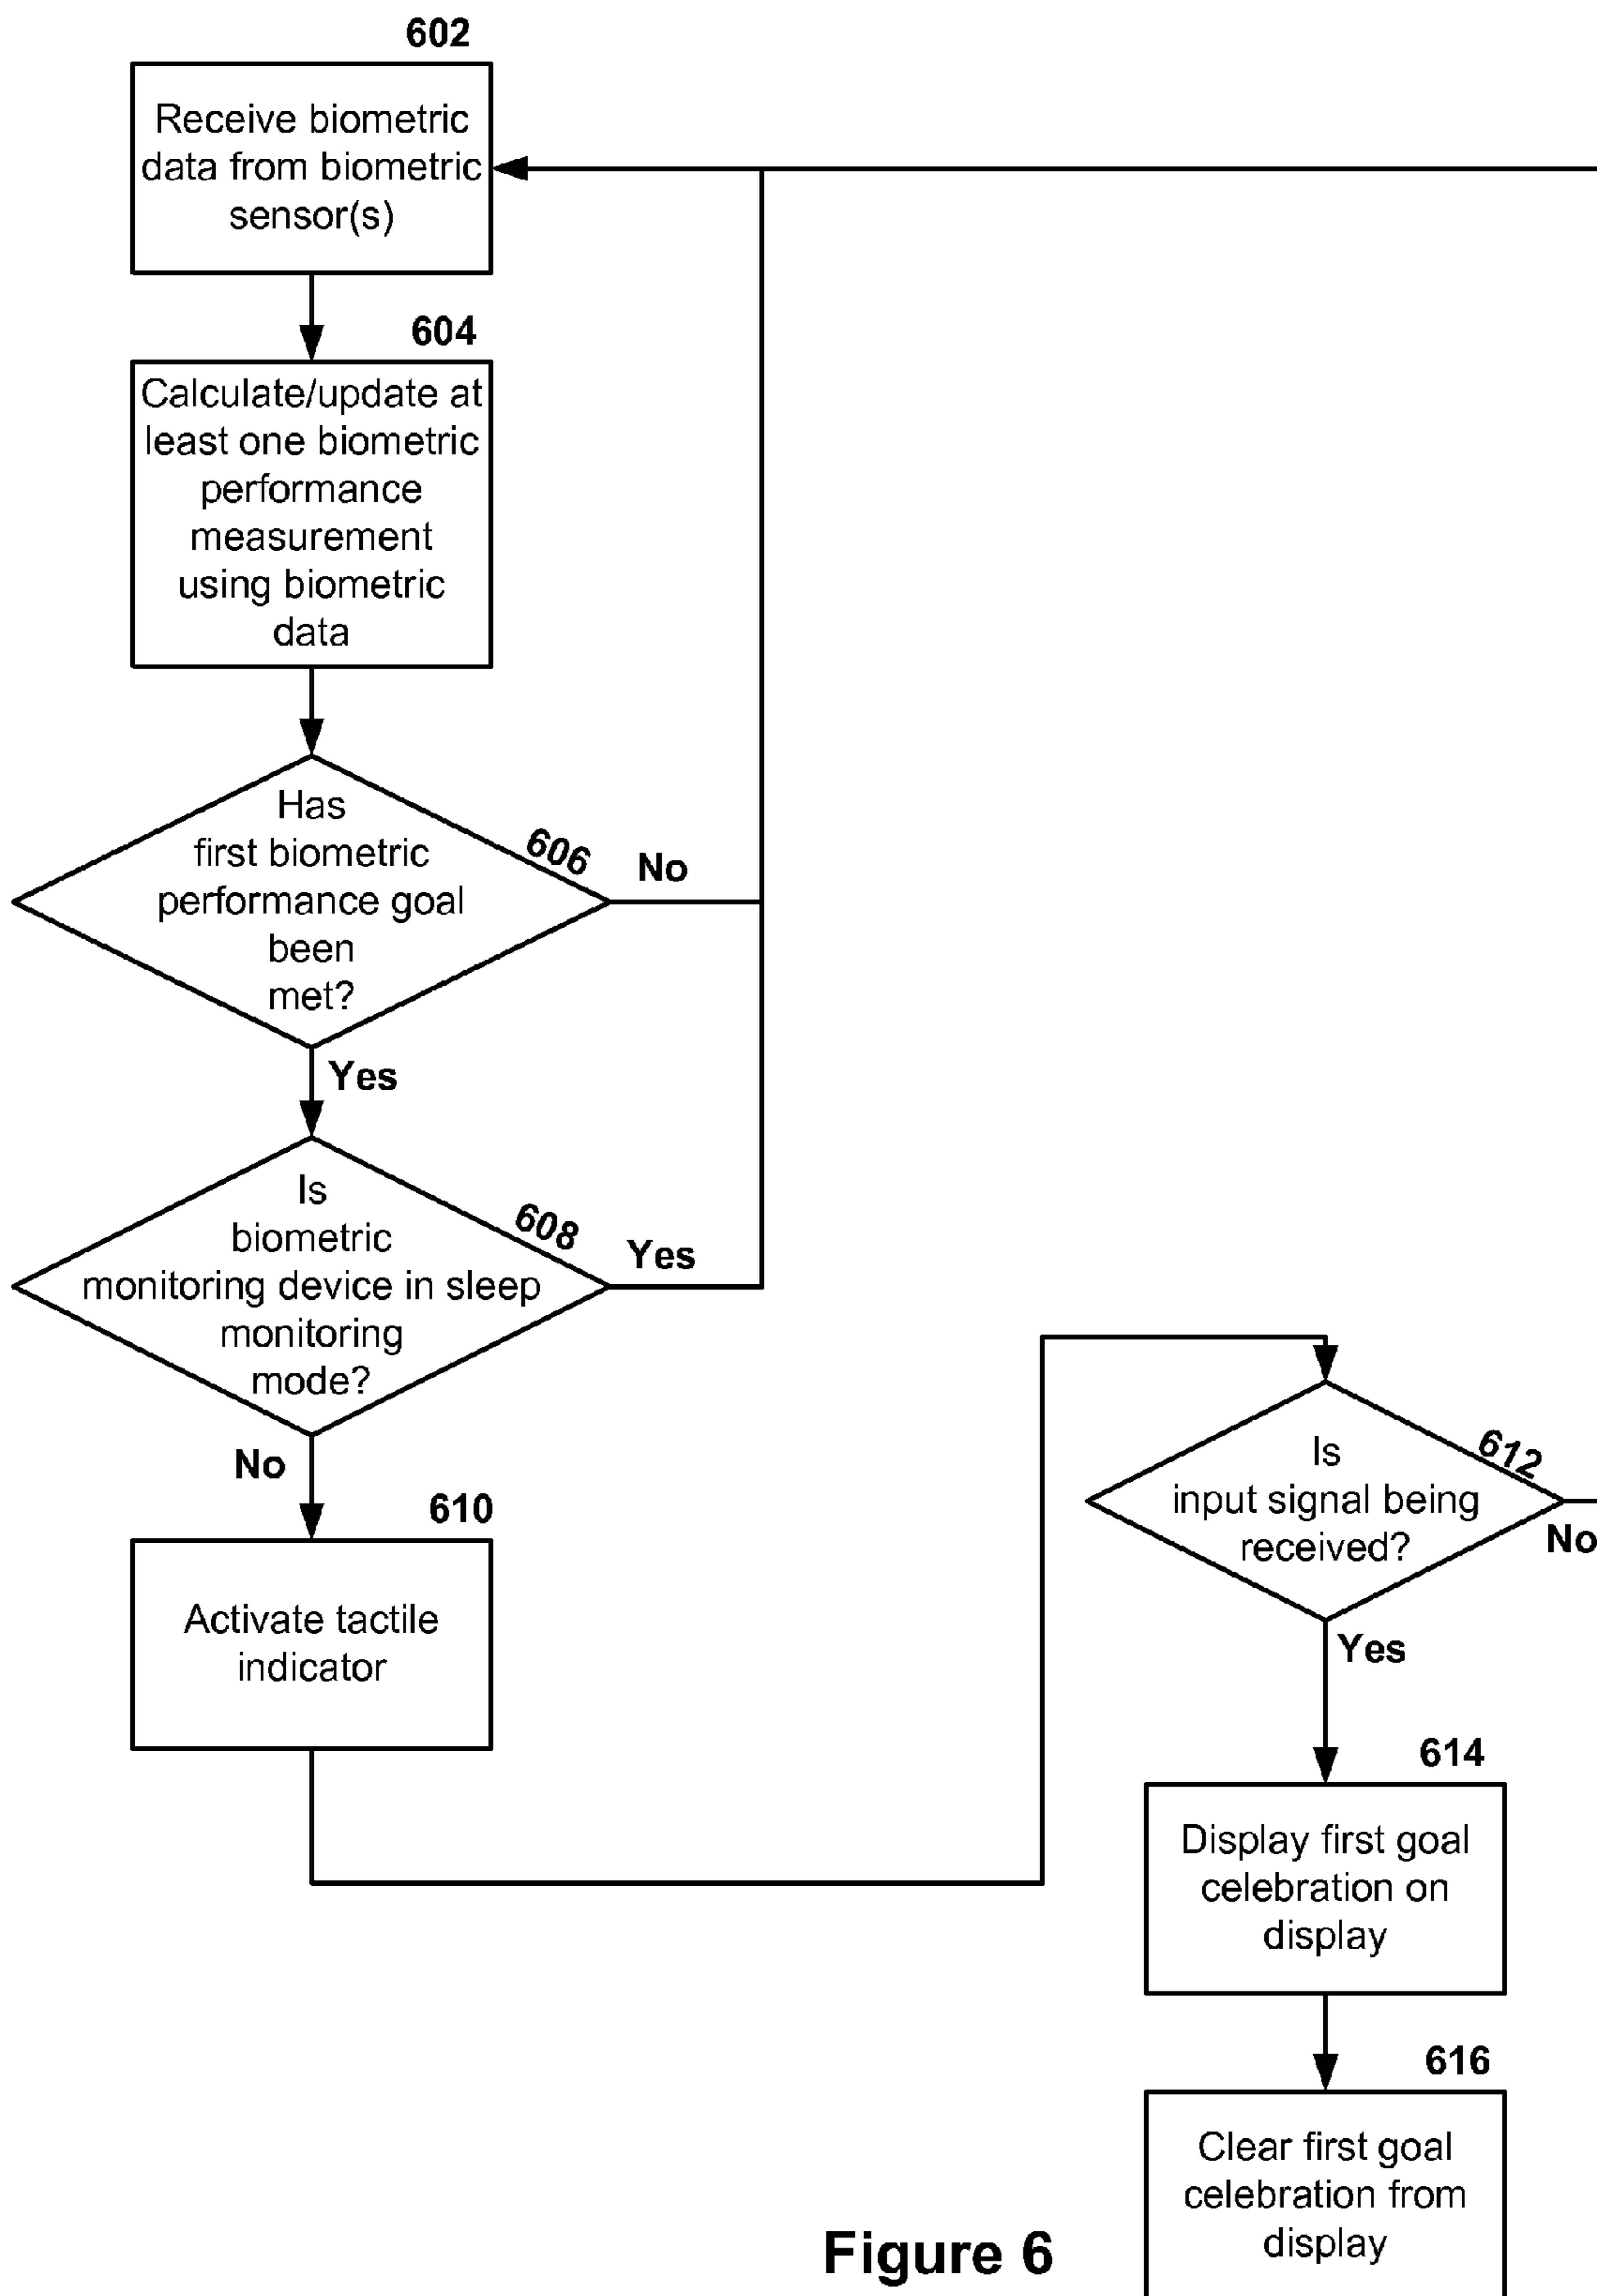 602
Receive biometric
data from biometric
sensor(s)
604
Calculate/update at
least one biometric
performance
measurement
using biometric
data
Has
first biometric
performance goal
been
met?
606
No
Yes
Is
biometric
monitoring device in sleep
monitoring
mode?
608
Yes
No
610
Activate tactile
indicator
Is
input signal being
received?
612
No
Yes
614
Display first goal
celebration on
display
616
Clear first goal
celebration from
display
Figure 6